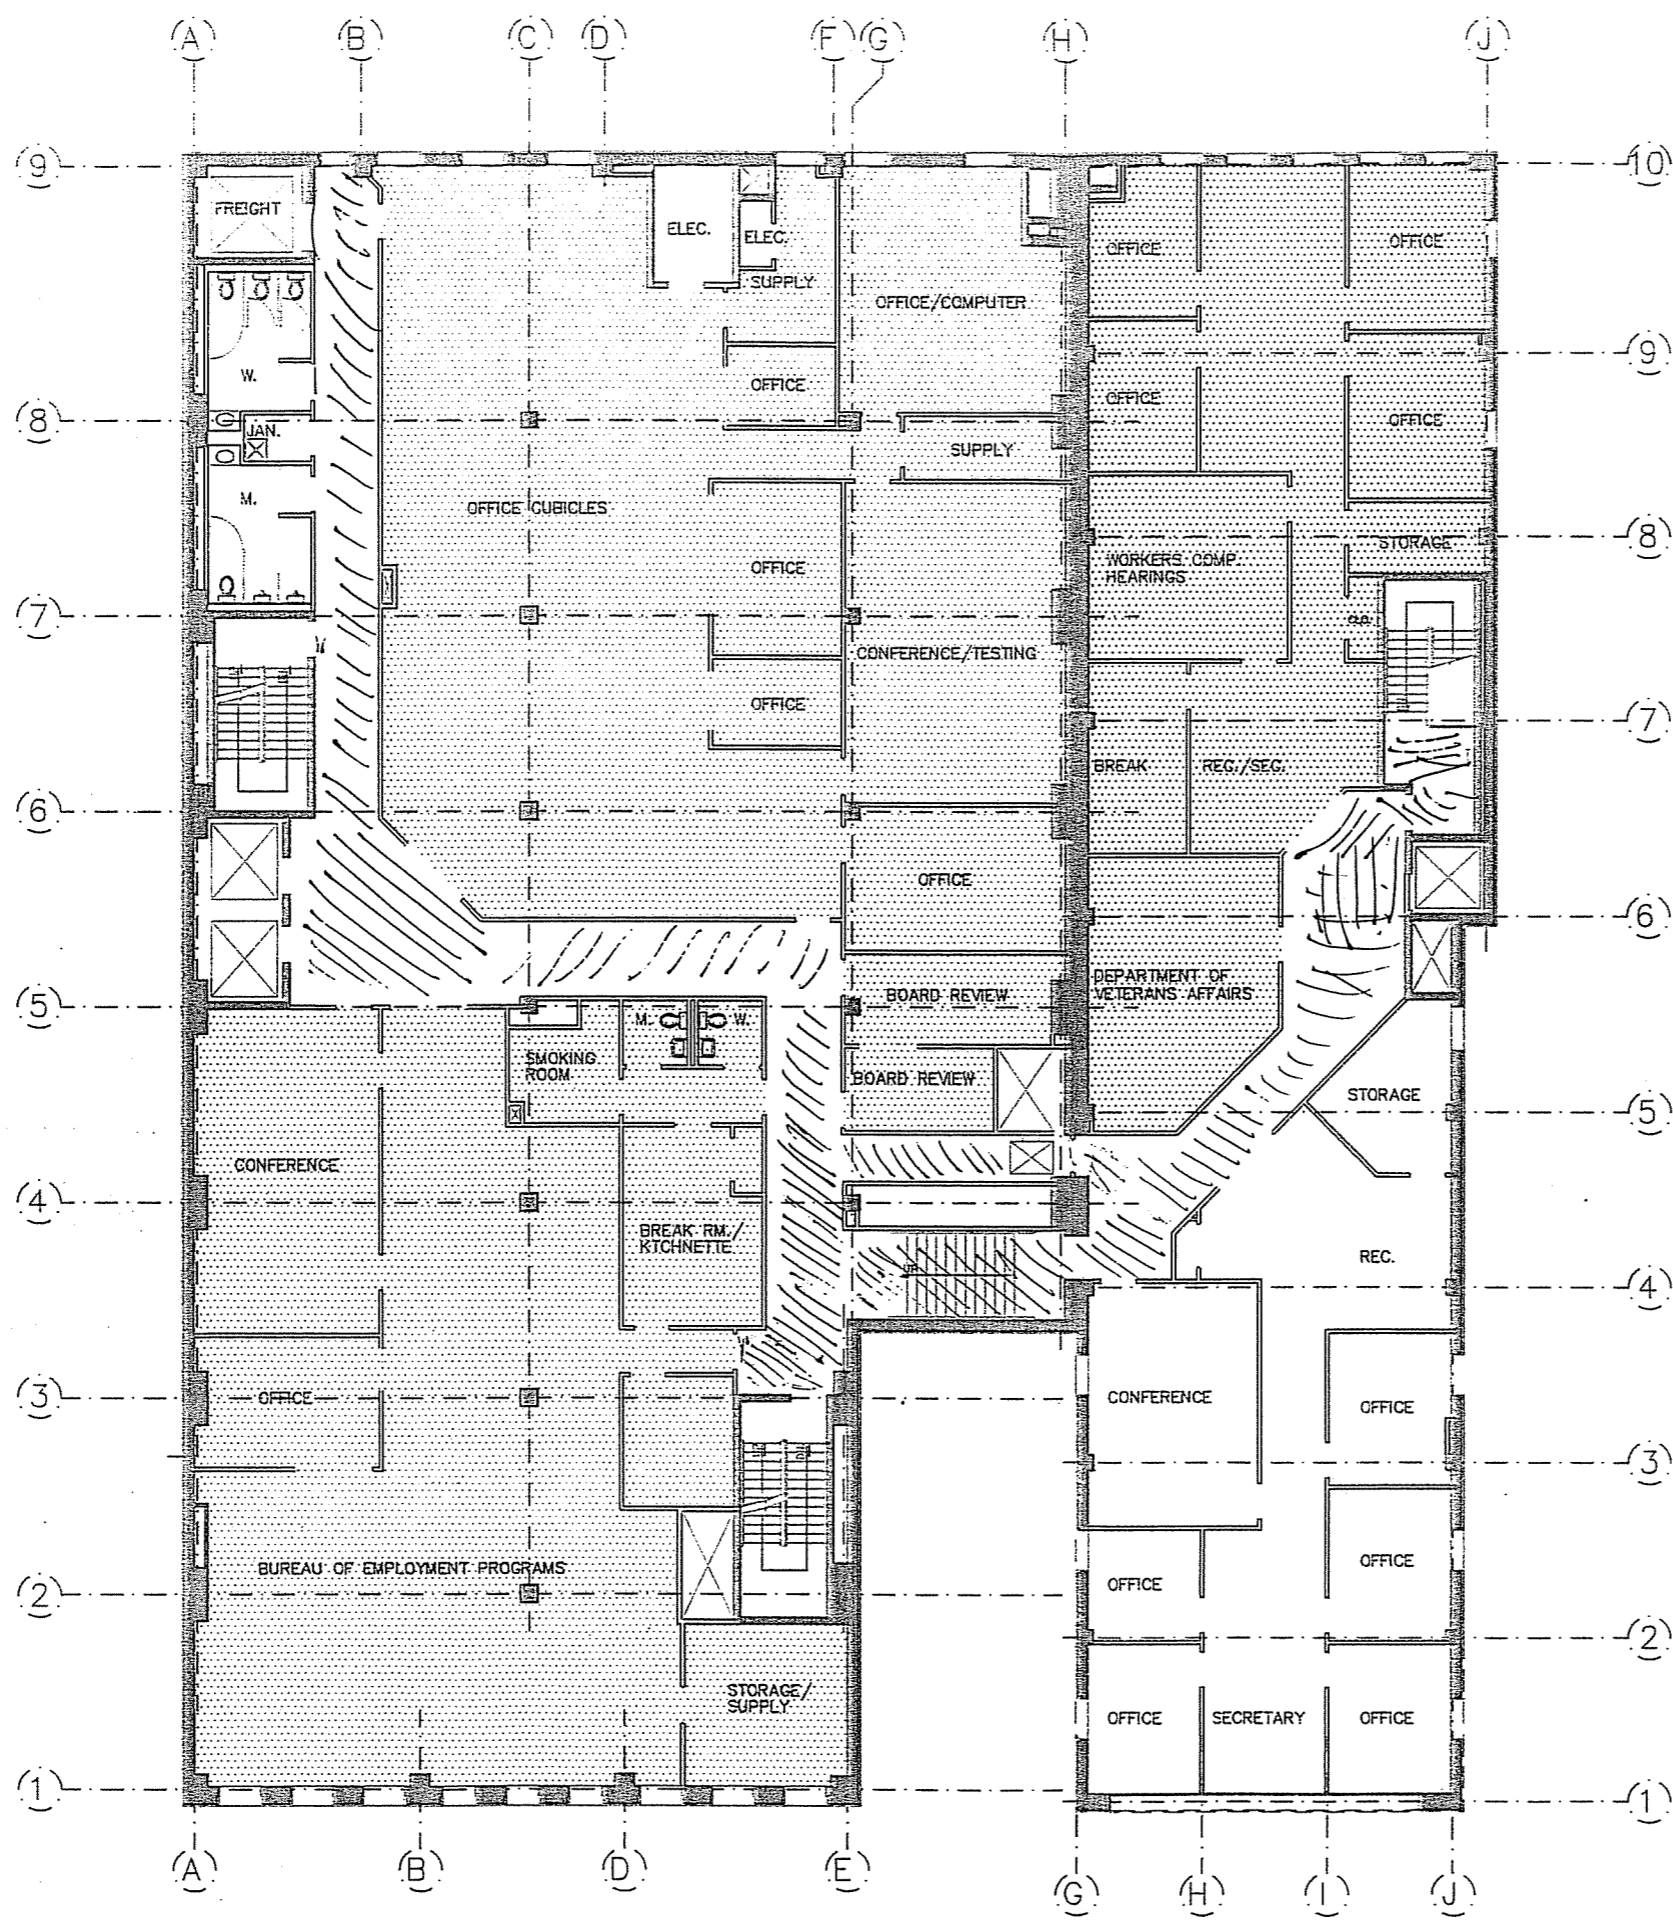 A B C D F G H J
9 10
FREIGHT
ELEC.
ELEC.
SUPPLY
OFFICE/COMPUTER
OFFICE
OFFICE
W.
OFFICE
9
OFFICE
OFFICE
8
JAN.
SUPPLY
M.
OFFICE CUBICLES
OFFICE
WORKERS COMP.
HEARINGS
STORAGE
8
7
CLO.
CONFERENCE/TESTING
OFFICE
7
BREAK
REC./SEC.
6
OFFICE
6
DEPARTMENT OF
VETERANS AFFAIRS
5
BOARD REVIEW
M. W.
SMOKING
ROOM
BOARD REVIEW
STORAGE
5
CONFERENCE
4
BREAK RM./
KTCHNETTE
REC.
UP
4
3
OFFICE
CONFERENCE
OFFICE
3
BUREAU OF EMPLOYMENT PROGRAMS
OFFICE
OFFICE
2
2
STORAGE/
SUPPLY
OFFICE
SECRETARY
OFFICE
1 1
A B D E
G H I J